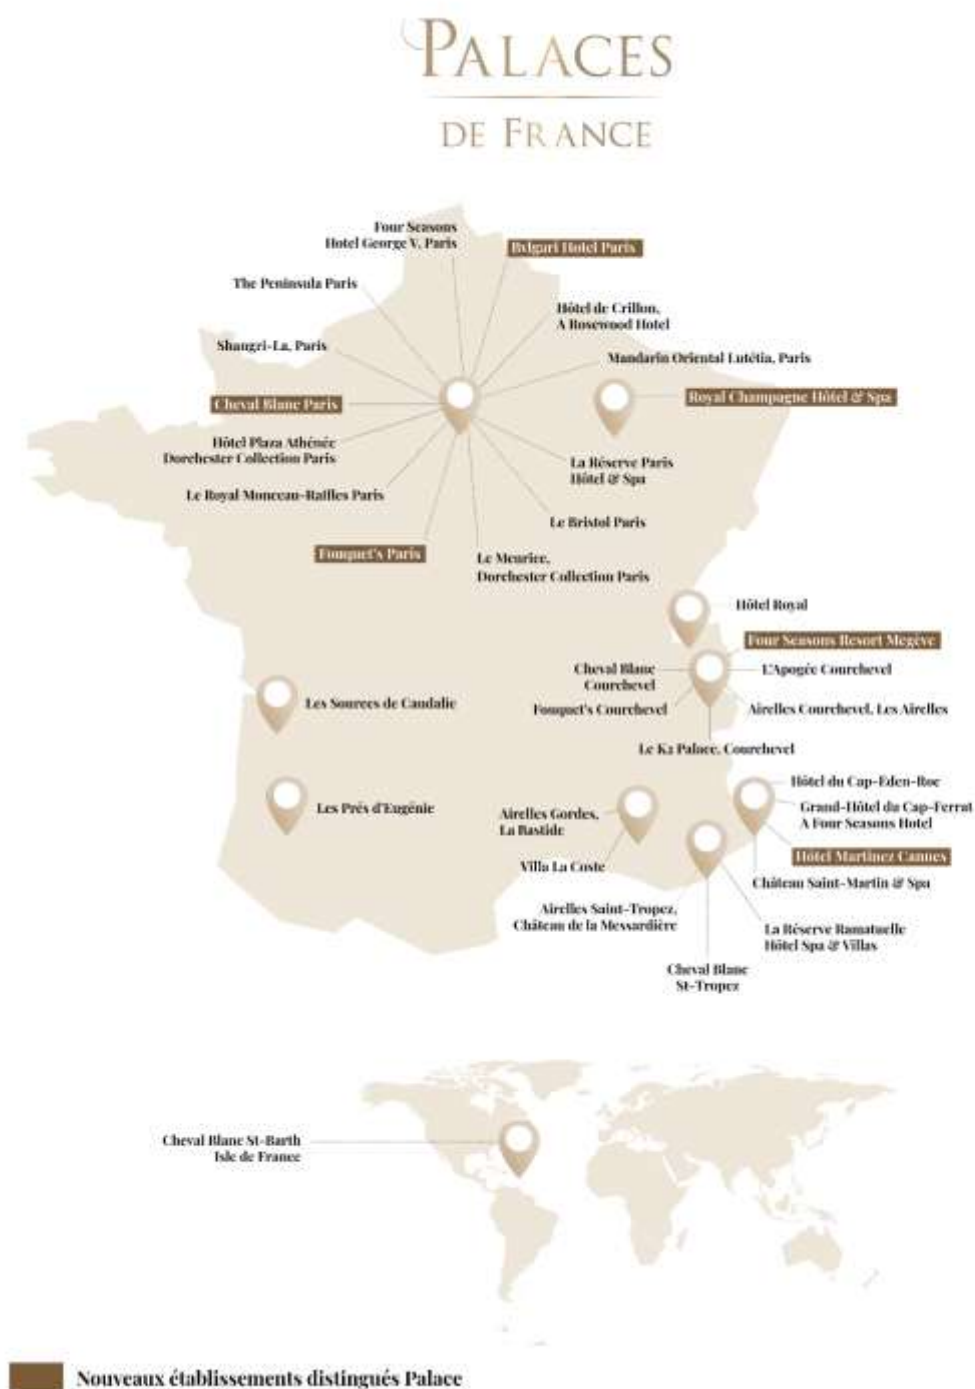 PALACES
DE FRANCE
Four Seasons
Hotel George V, Paris
Bvlgari Hotel Paris
The Peninsula Paris
Hôtel de Crillon,
A Rosewood Hotel
Shangri-La, Paris
Mandarin Oriental Lutétia, Paris
Cheval Blanc Paris
Royal Champagne Hôtel & Spa
Hôtel Plaza Athénée
Dorchester Collection Paris
La Réserve Paris
Hôtel & Spa
Le Royal Monceau-Raffles Paris
Le Bristol Paris
Fouquet's Paris
Le Meurice,
Dorchester Collection Paris
Hôtel Royal
Four Seasons Resort Megève
Cheval Blanc
Courchevel
L'Apogée Courchevel
Fouquet's Courchevel
Airelles Courchevel, Les Airelles
Les Sources de Caudalie
Le K2 Palace, Courchevel
Hôtel du Cap-Eden-Roc
Les Prés d'Eugénie
Airelles Gordes,
La Bastide
Grand-Hôtel du Cap-Ferrat
A Four Seasons Hotel
Hôtel Martinez Cannes
Villa La Coste
Château Saint-Martin & Spa
Airelles Saint-Tropez,
Château de la Messardière
La Réserve Ramatuelle
Hôtel Spa & Villas
Cheval Blanc
St-Tropez
Cheval Blanc St-Barth
Isle de France
Nouveaux établissements distingués Palace